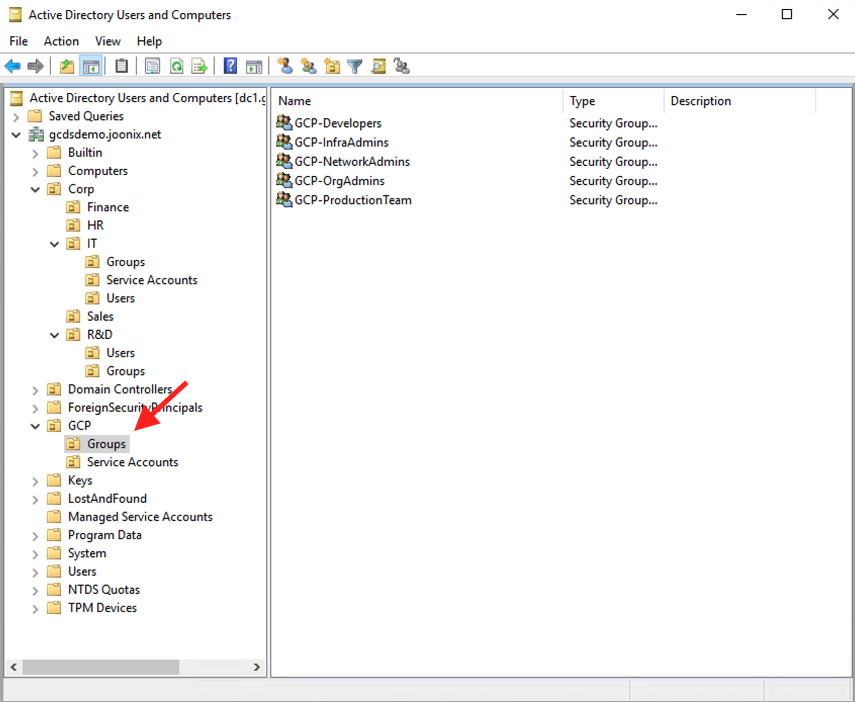 Active Directory Users and Computers
File Action View Help
Active Directory Users and Computers [dc1.g
Saved Queries
gcdsdemo.joonix.net
Builtin
Computers
Corp
Finance
HR
IT
Groups
Service Accounts
Users
Sales
R&D
Users
Groups
Domain Controllers
ForeignSecurityPrincipals
GCP
Groups
Service Accounts
Keys
LostAndFound
Managed Service Accounts
Program Data
System
Users
NTDS Quotas
TPM Devices
Name Type Description
GCP-Developers Security Group...
GCP-InfraAdmins Security Group...
GCP-NetworkAdmins Security Group...
GCP-OrgAdmins Security Group...
GCP-ProductionTeam Security Group...